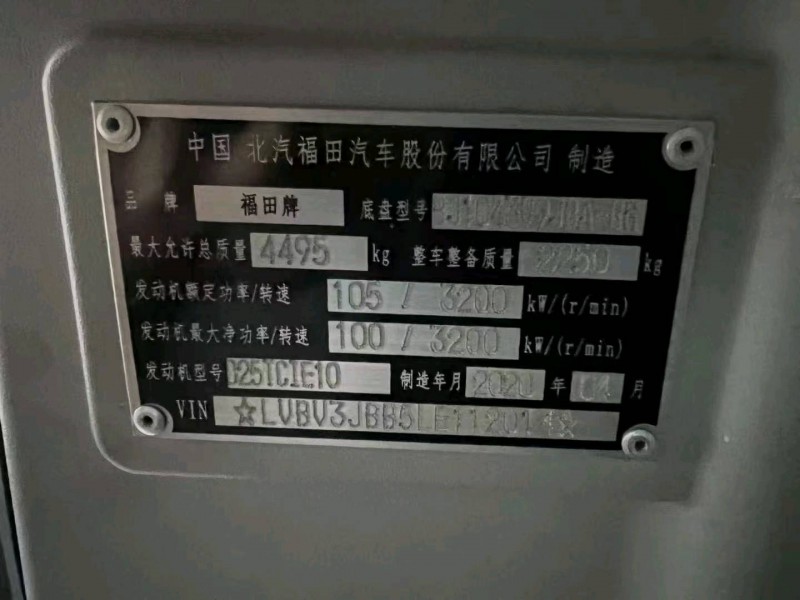 中国 北汽福田汽车股份有限公司 制造
品 牌 福田牌 底盘型号
最大允许总质量 4495 kg 整车整备质量 kg
发动机额定功率/转速 105 / 3200 kW/(r/min)
发动机最大净功率/转速 100 / 3200 kW/(r/min)
发动机型号 D25TCIE10 制造年月 2020 年 04 月
VIN